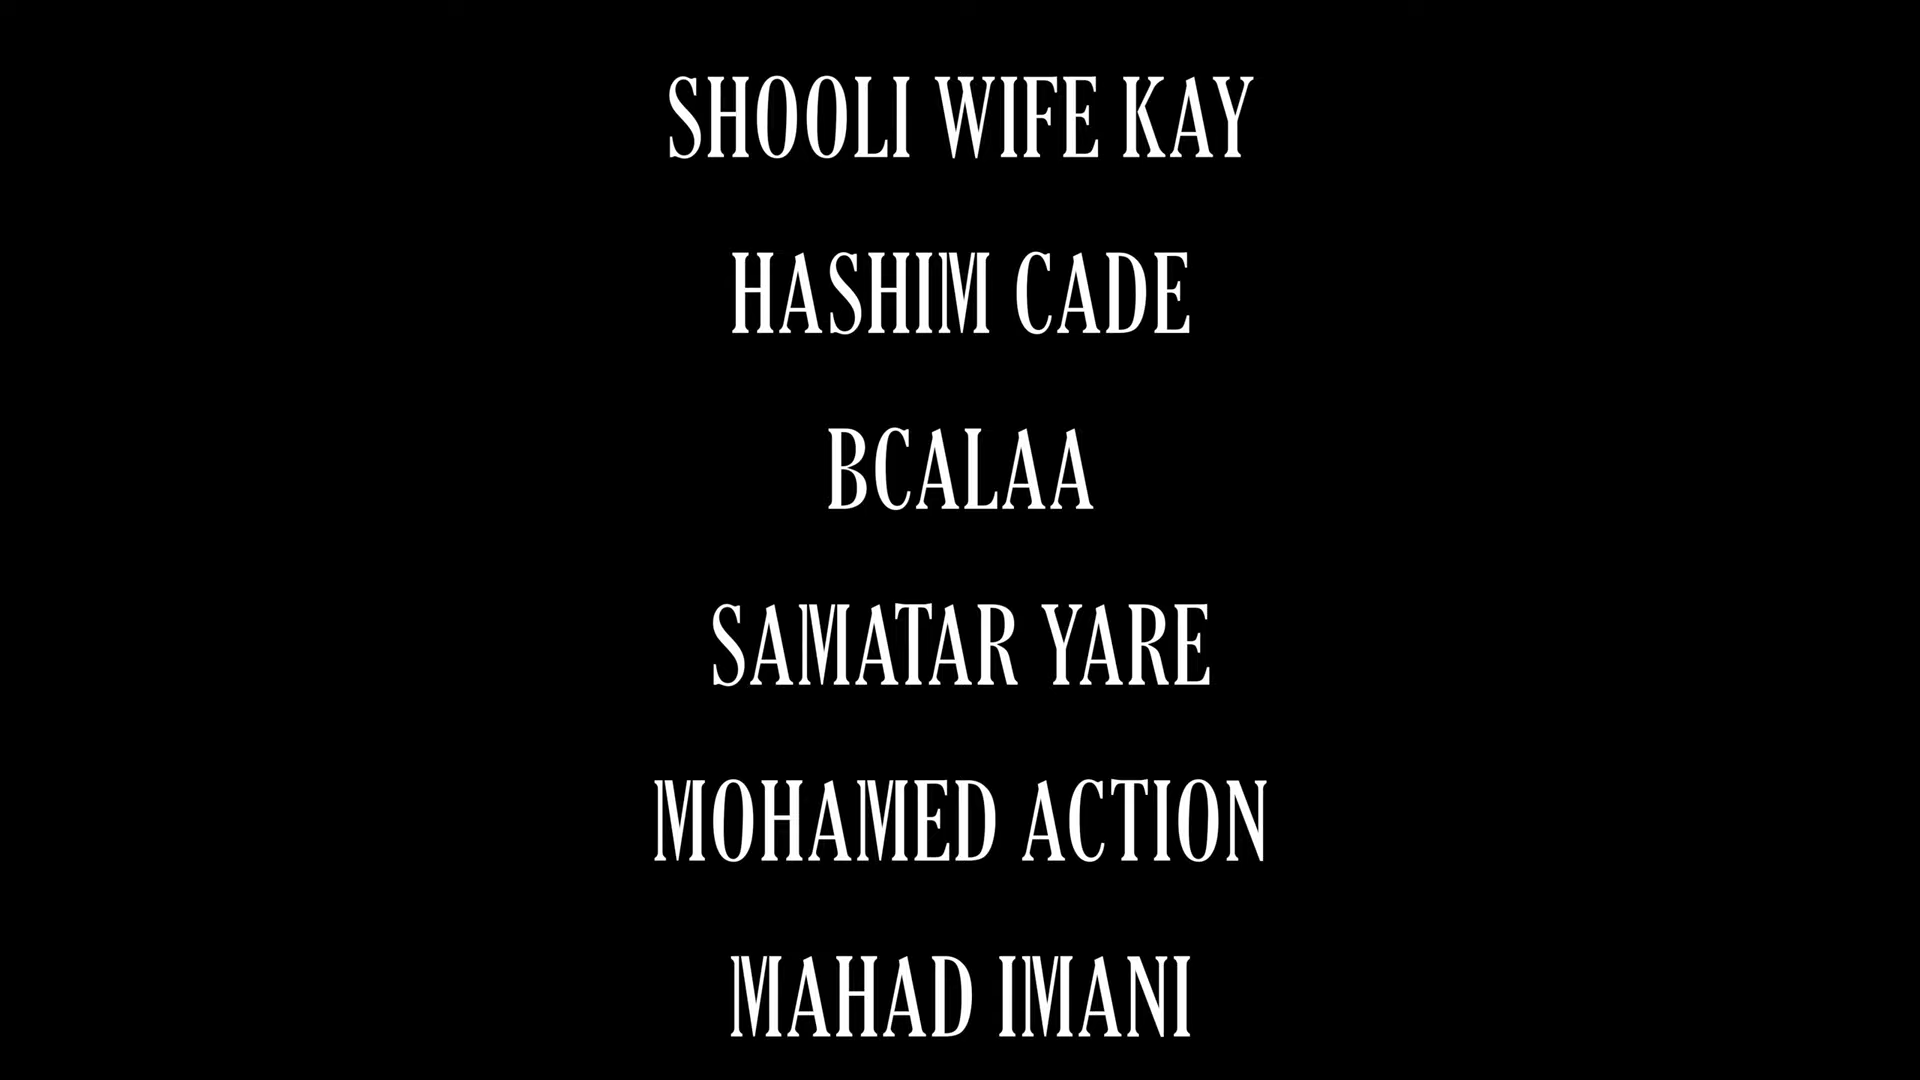 SHOOLI WIFE KAY
HASHIM CADE
BCALAA
SAMATAR YARE
MOHAMED ACTION
MAHAD IMANI